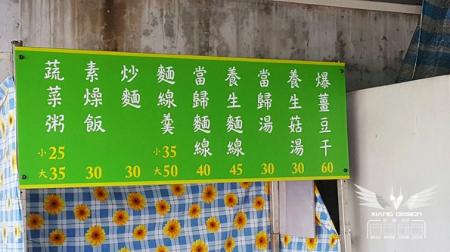 蔬菜粥 小25 大35
素燥飯 30
炒麵 30
麵線羹 小35 大50
當歸麵線 40
養生麵線 45
當歸湯 30
養生菇湯 30
爆薑豆干 60
XIANG DESIGN